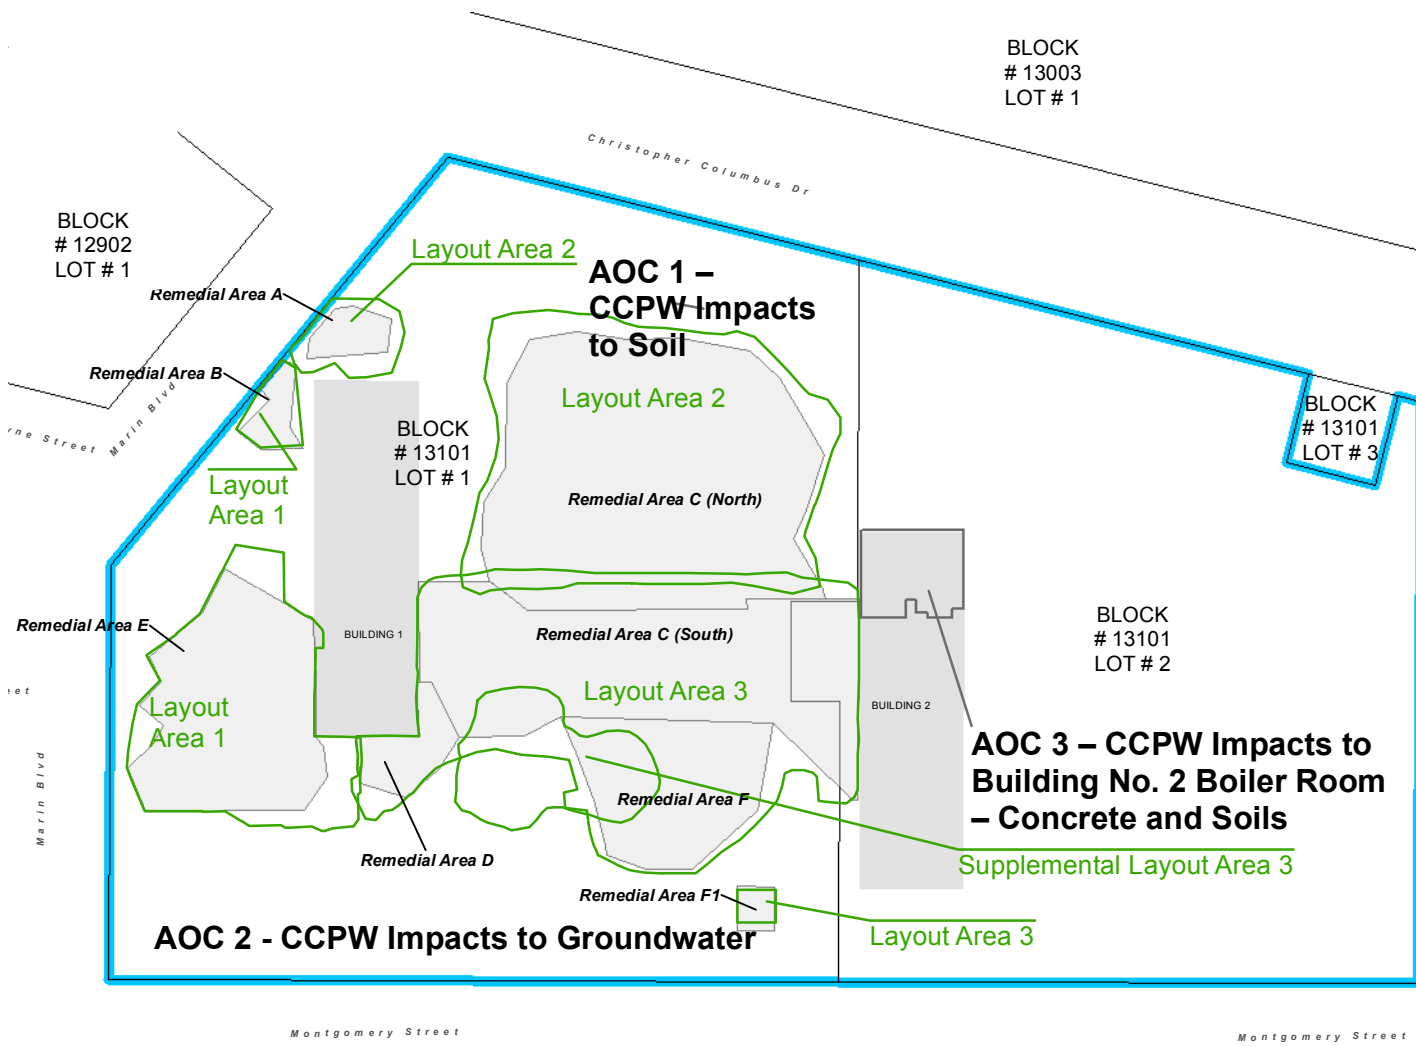 BLOCK
# 13003
LOT # 1
Christopher Columbus Dr
BLOCK
# 12902
LOT # 1
Layout Area 2
AOC 1 –
CCPW Impacts
to Soil
Remedial Area A
Remedial Area B
Marin Blvd
yne Street
Layout Area 2
BLOCK
# 13101
LOT # 3
BLOCK
# 13101
LOT # 1
Layout
Area 1
Remedial Area C (North)
BLOCK
# 13101
LOT # 2
Remedial Area E
BUILDING 1
Remedial Area C (South)
eet
Layout Area 3
Layout
Area 1
BUILDING 2
AOC 3 – CCPW Impacts to
Building No. 2 Boiler Room
– Concrete and Soils
Marin Blvd
Remedial Area F
Remedial Area D
Supplemental Layout Area 3
Remedial Area F1
AOC 2 - CCPW Impacts to Groundwater
Layout Area 3
Montgomery Street
Montgomery Street